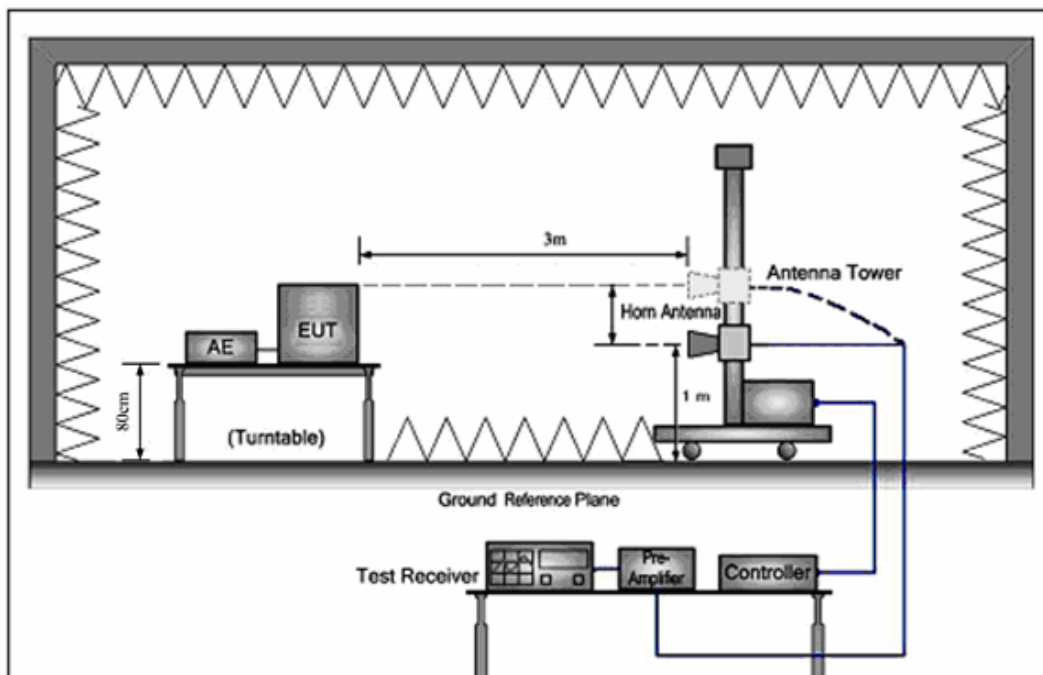 3m
Antenna Tower
Horn Antenna
EUT
AE
1 m
80cm
(Turntable)
Ground Reference Plane
Test Receiver
Pre-
Amplifier
Controller